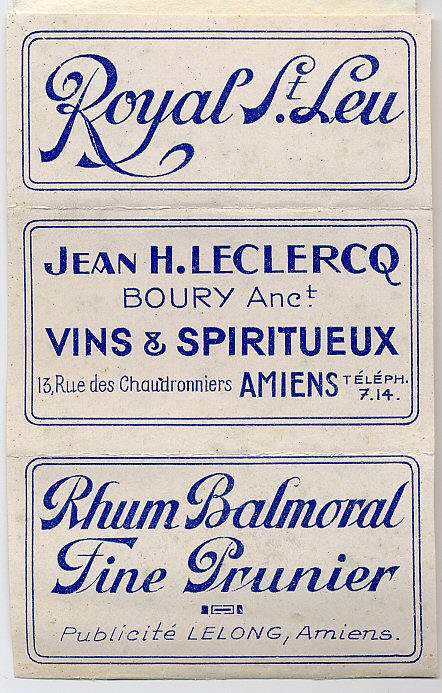 Royal St. Leu
JEAN H. LECLERCQ
BOURY Anct.
VINS & SPIRITUEUX
13, Rue des Chaudronniers AMIENS TÉLÉPH. 7.14.
Rhum Balmoral
Fine Prunier
Publicité LELONG, Amiens.